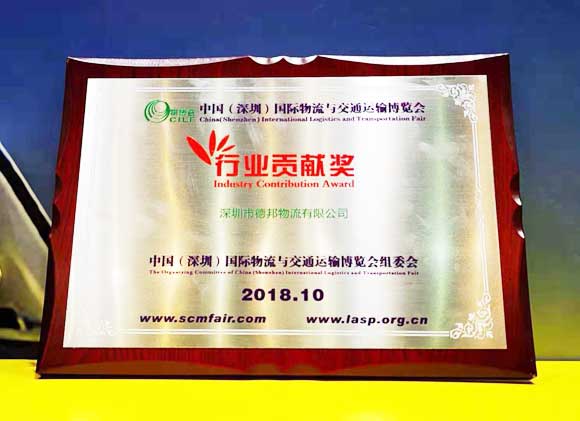 物博会 CILF
中国（深圳）国际物流与交通运输博览会
China(Shenzhen) International Logistics and Transportation Fair
行业贡献奖
Industry Contribution Award
深圳市德邦物流有限公司
中国（深圳）国际物流与交通运输博览会组委会
The Organizing Committee of China (Shenzhen) International Logistics and Transportation Fair
2018.10
www.scmfair.com www.lasp.org.cn